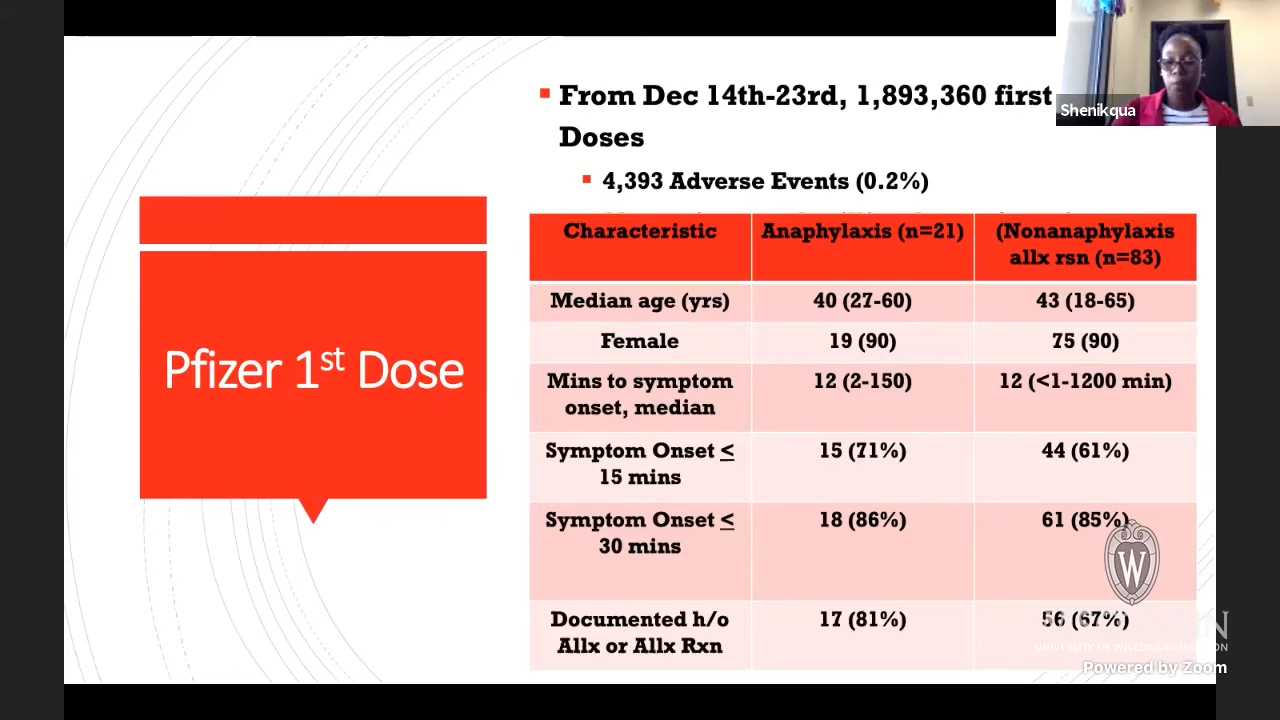 From Dec 14th-23rd, 1,893,360 first
Doses
4,393 Adverse Events (0.2%)
Shenikqua
Pfizer 1st Dose
Characteristic Anaphylaxis (n=21) (Nonanaphylaxis
allx rsn (n=83)
Median age (yrs) 40 (27-60) 43 (18-65)
Female 19 (90) 75 (90)
Mins to symptom 12 (2-150) 12 (<1-1200 min)
onset, median
Symptom Onset ≤ 15 (71%) 44 (61%)
15 mins
Symptom Onset ≤ 18 (86%) 61 (85%)
30 mins
Documented h/o 17 (81%) 56 (67%)
Allx or Allx Rxn
W
UNIVERSITY OF WISCONSIN-MADISON
Powered by Zoom